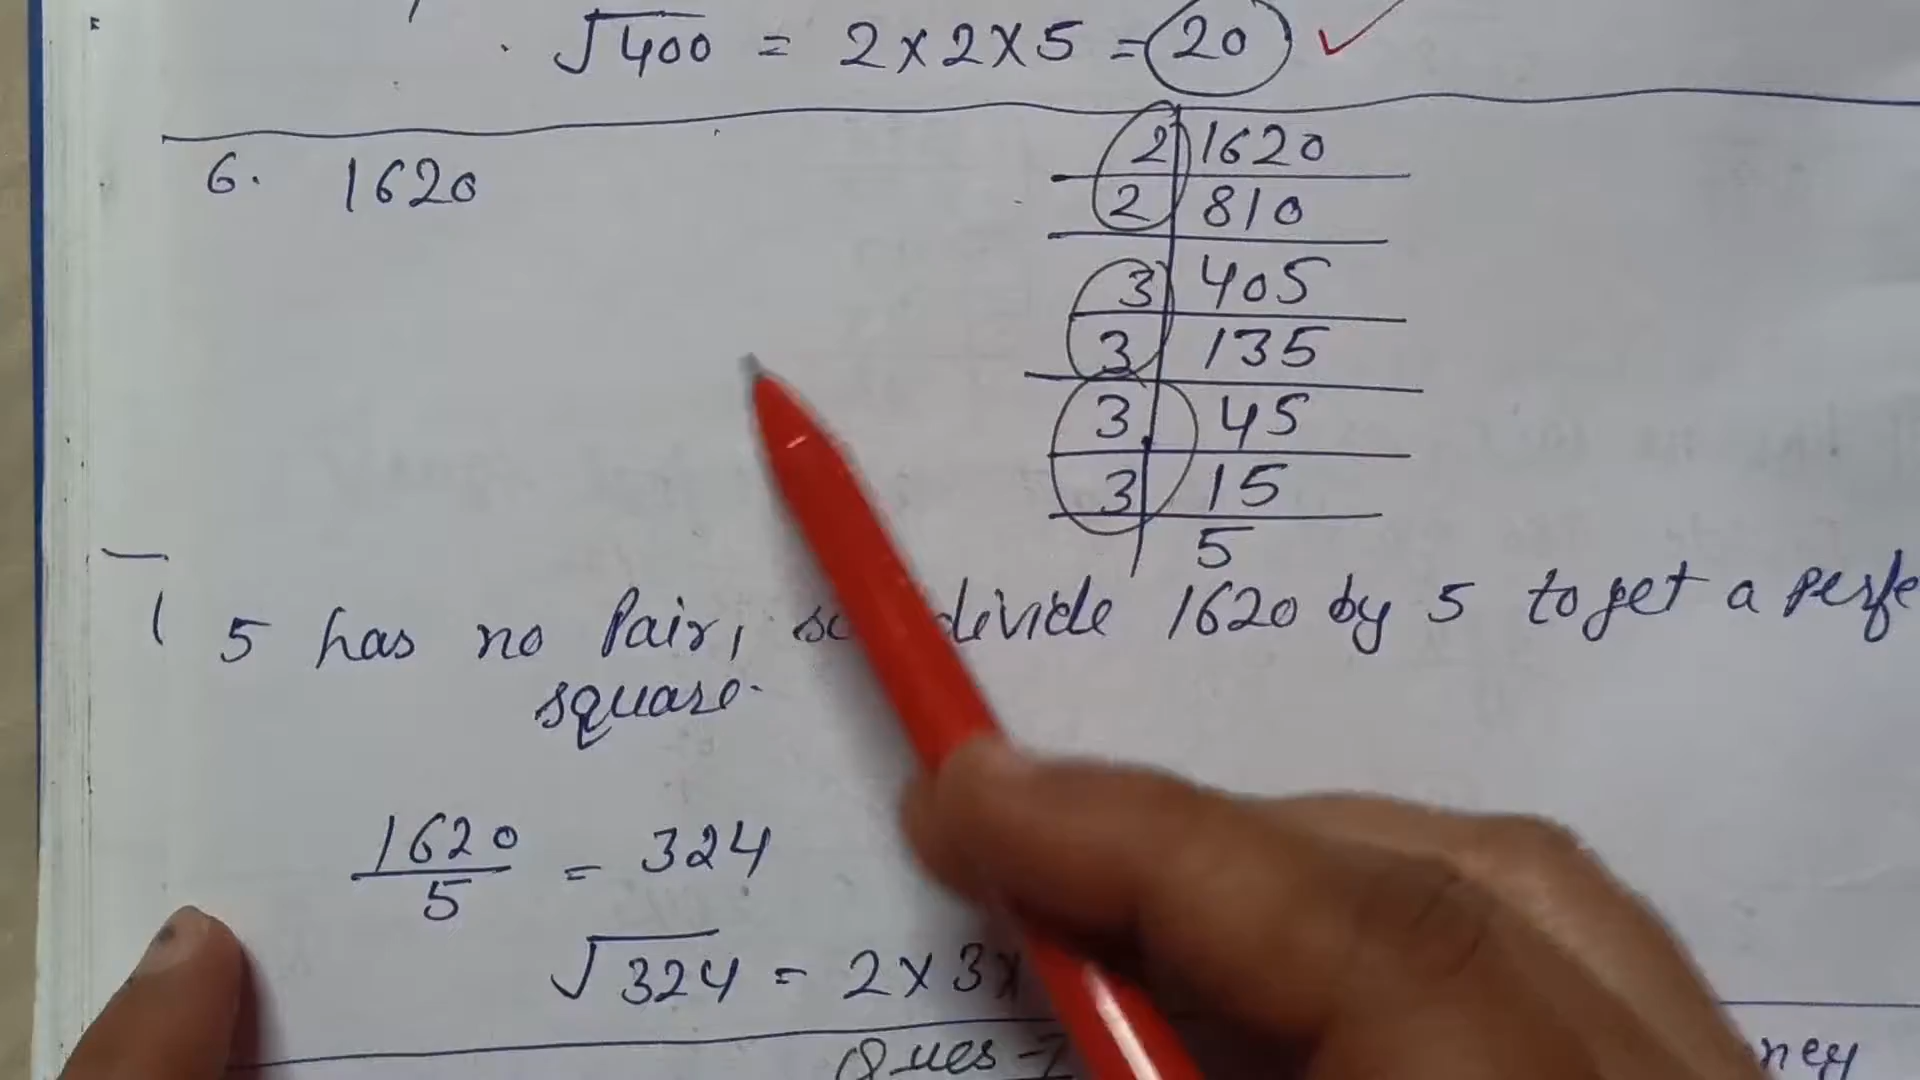 √400 = 2×2×5 = 20 ✓
6. 1620
2 | 1620
2 | 810
3 | 405
3 | 135
3 | 45
3 | 15
5
5 has no Pair, divide 1620 by 5 to get a
square.
1620/5 = 324
√324 = 2×3×
Ques-